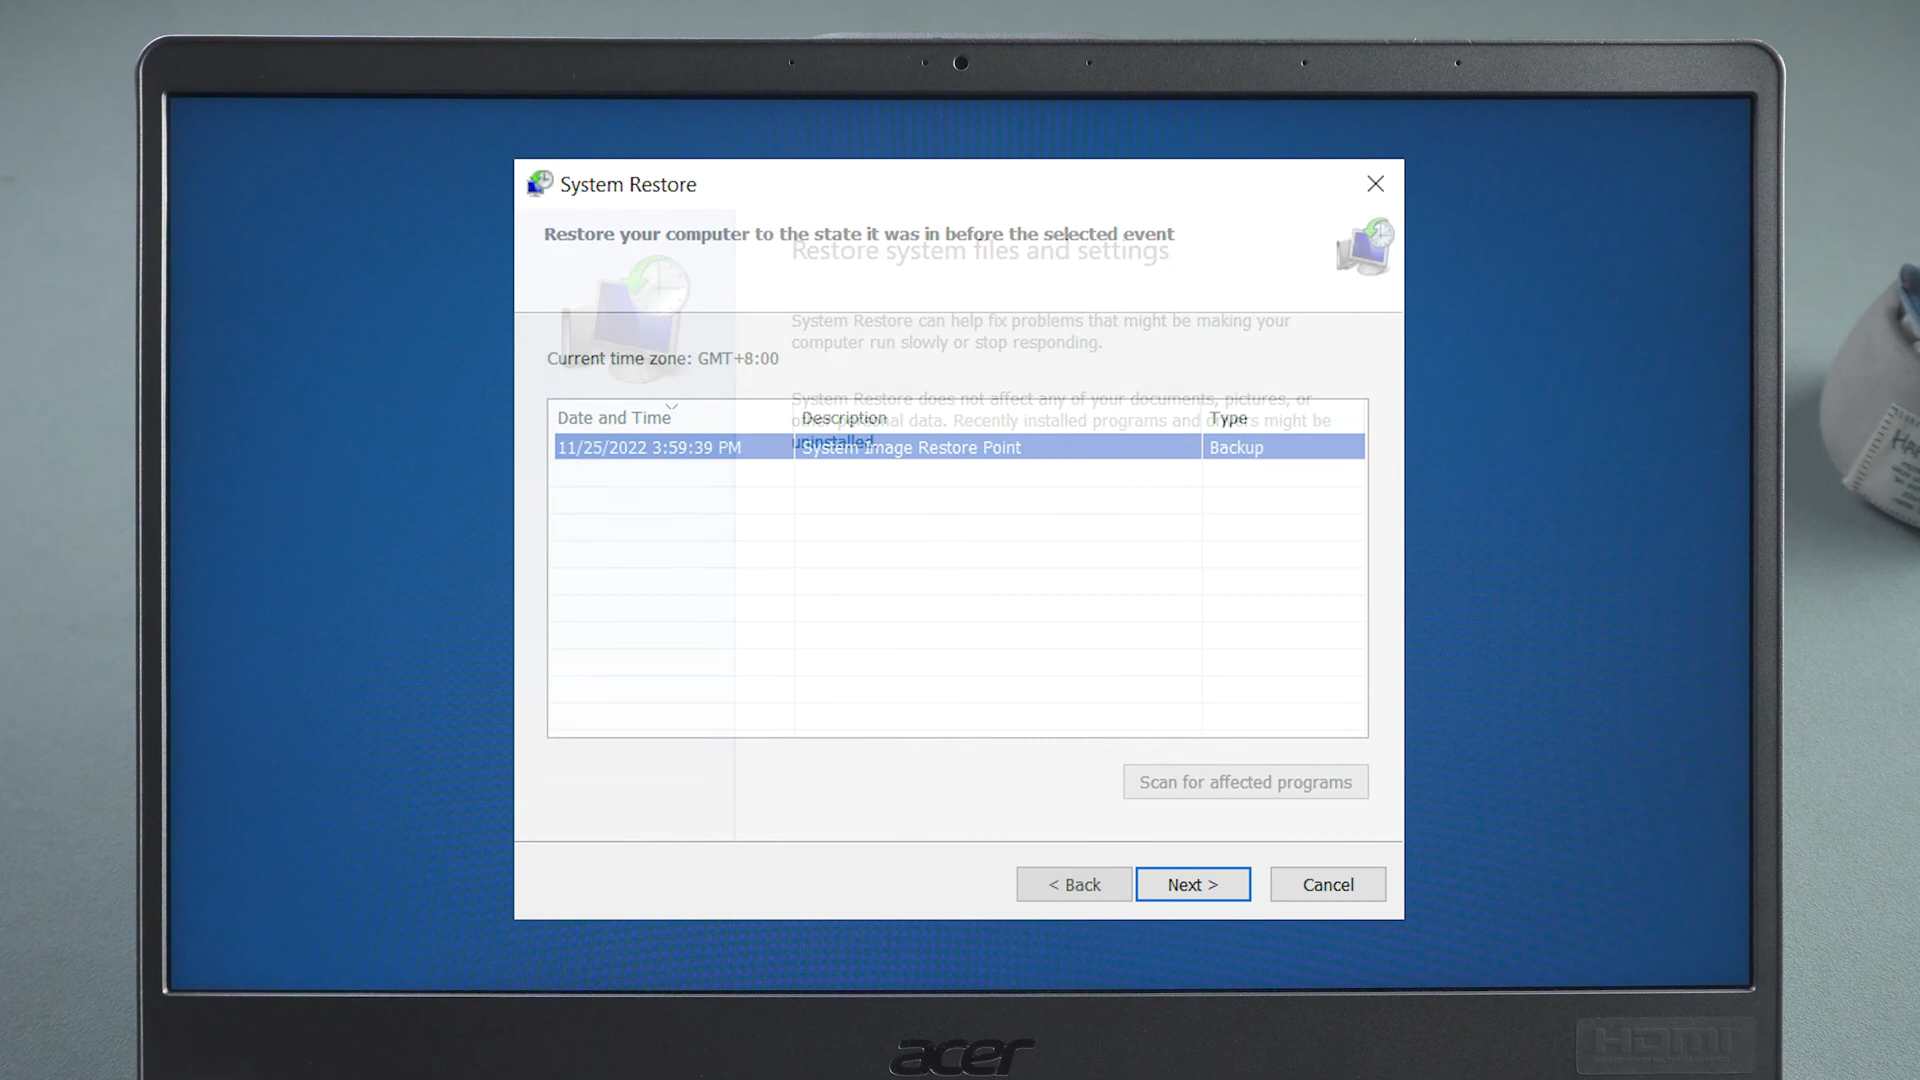 System Restore
Restore your computer to the state it was in before the selected event
Restore system files and settings
System Restore can help fix problems that might be making your
computer run slowly or stop responding.
Current time zone: GMT+8:00
System Restore does not affect any of your documents, pictures, or
other personal data. Recently installed programs and drivers might be
uninstalled.
Date and Time Description Type
11/25/2022 3:59:39 PM System Image Restore Point Backup
Scan for affected programs
< Back Next > Cancel
acer
HDMI